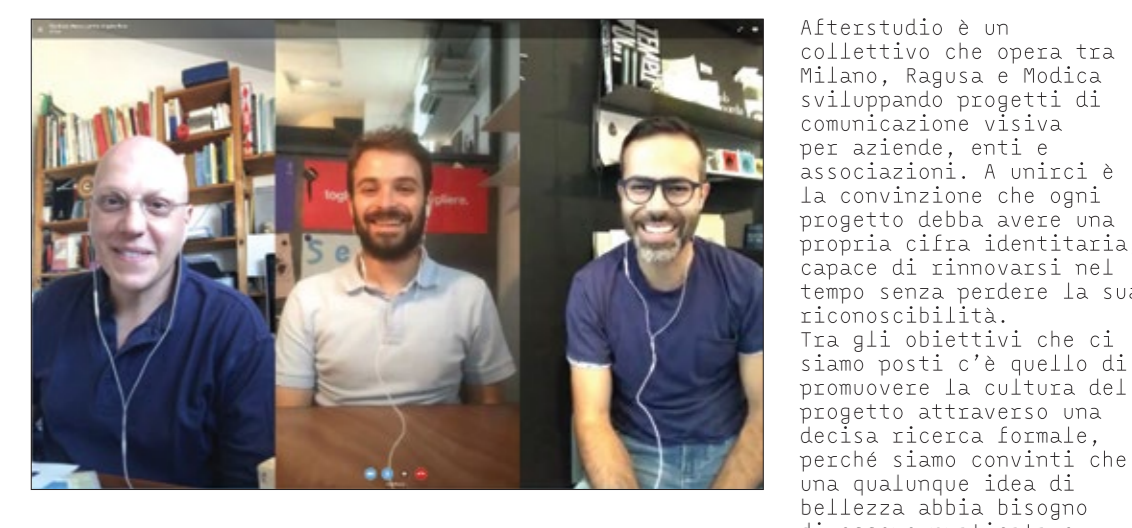 togl
gliere.
Se
Afterstudio è un
collettivo che opera tra
Milano, Ragusa e Modica
sviluppando progetti di
comunicazione visiva
per aziende, enti e
associazioni. A unirci è
la convinzione che ogni
progetto debba avere una
propria cifra identitaria
capace di rinnovarsi nel
tempo senza perdere la sua
riconoscibilità.
Tra gli obiettivi che ci
siamo posti c’è quello di
promuovere la cultura del
progetto attraverso una
decisa ricerca formale,
perché siamo convinti che
una qualunque idea di
bellezza abbia bisogno